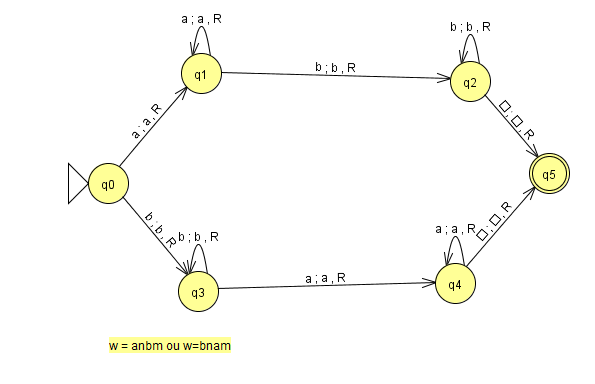 a ; a , R
b ; b , R
q1
b ; b , R
q2
a ; a , R
□ ; □ , R
q0
q5
b ; b , R
b ; b , R
a ; a , R
□ ; □ , R
q3
a ; a , R
q4
w = anbm ou w=bnam